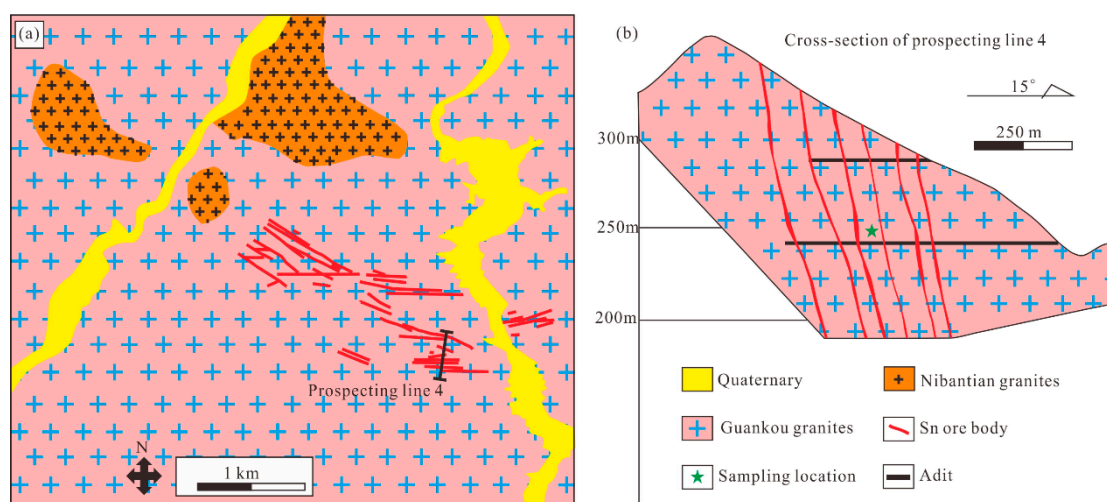 (a)
Prospecting line 4
N
1 km
(b)
Cross-section of prospecting line 4
15°
250 m
300m
250m
200m
Quaternary
Nibantian granites
Guankou granites
Sn ore body
Sampling location
Adit